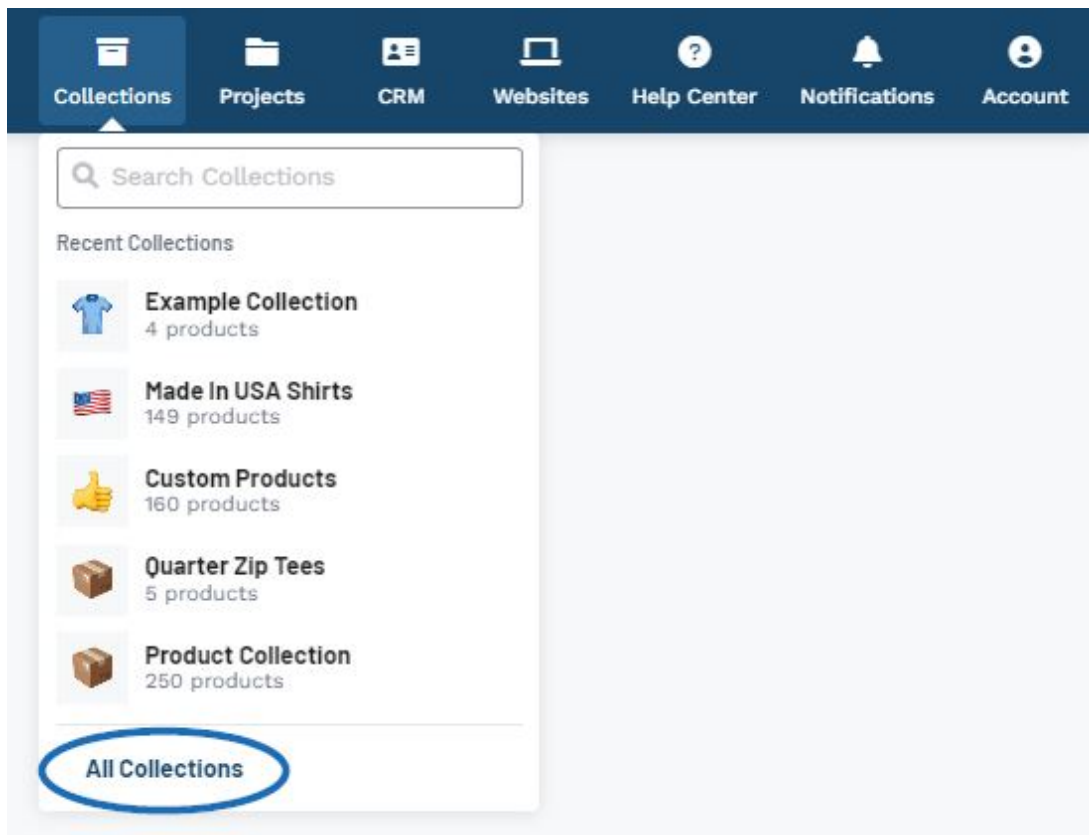 Collections Projects CRM Websites Help Center Notifications Account
Search Collections
Recent Collections
Example Collection
4 products
Made In USA Shirts
149 products
Custom Products
160 products
Quarter Zip Tees
5 products
Product Collection
250 products
All Collections